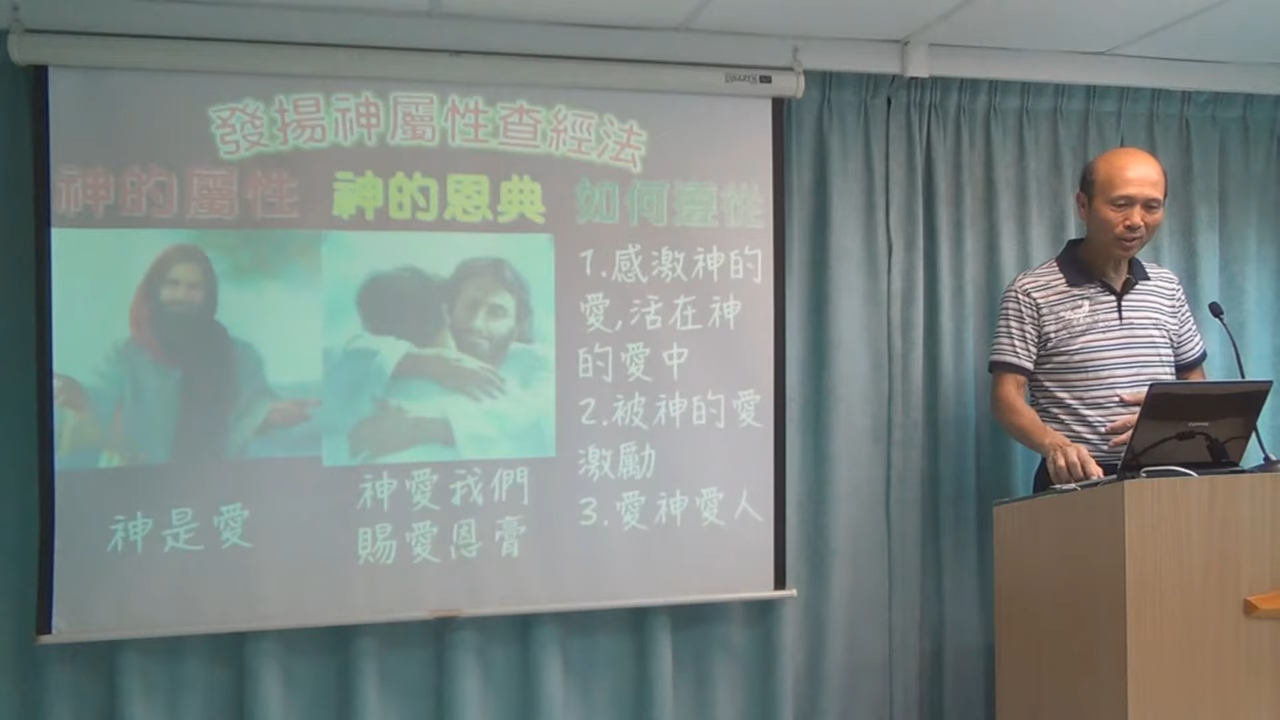 發揚神屬性查經法
神的屬性
神的恩典
如何遵從
神是愛
神愛我們
賜愛恩膏
1.感激神的
愛,活在神
的愛中
2.被神的愛
激勵
3.愛神愛人